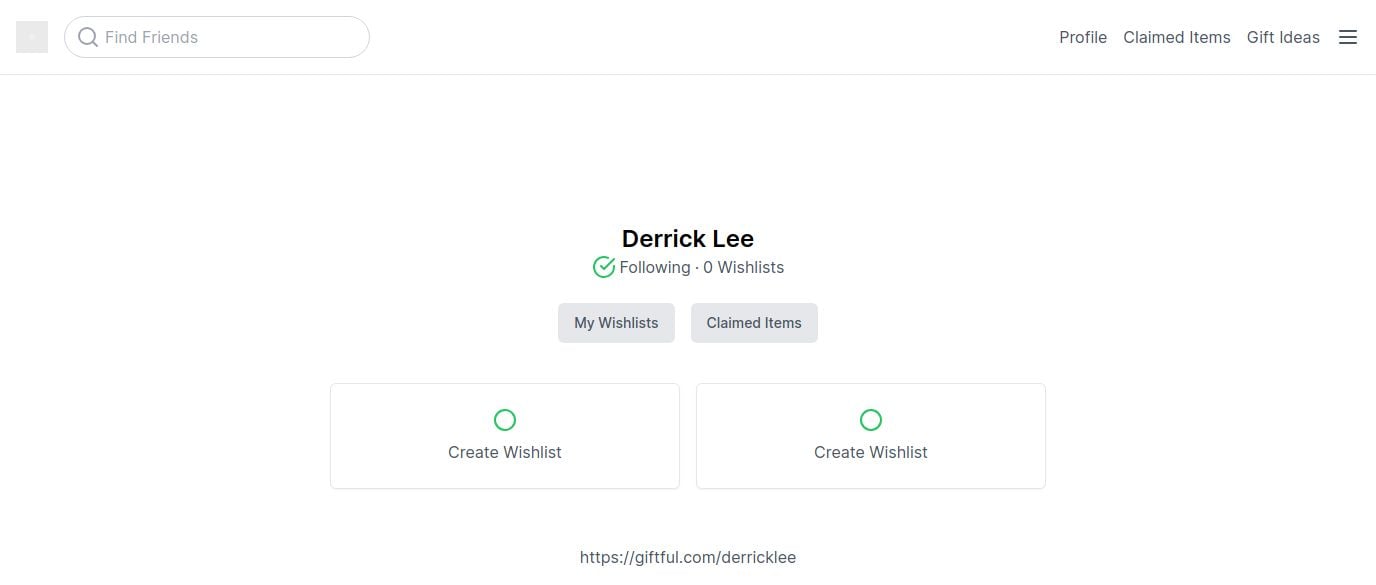 Find Friends
Profile
Claimed Items
Gift Ideas
Derrick Lee
Following · 0 Wishlists
My Wishlists
Claimed Items
Create Wishlist
Create Wishlist
https://giftful.com/derricklee